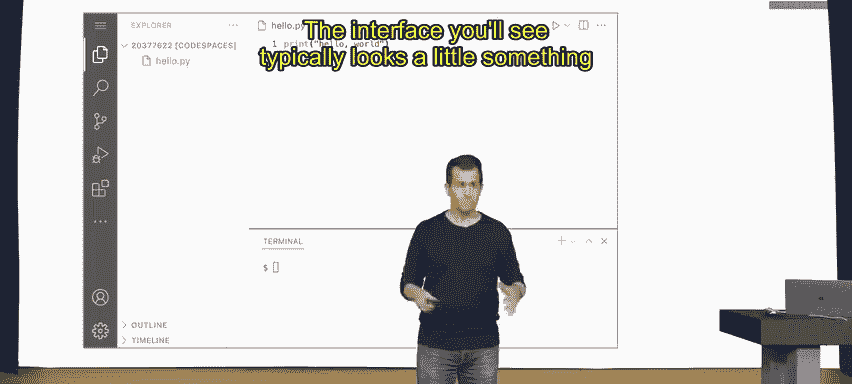 The interface you'll see
typically looks a little something
EXPLORER
hello.py
20377622 [CODESPACES]
1 print("hello, world")
hello.py
TERMINAL
$
OUTLINE
TIMELINE